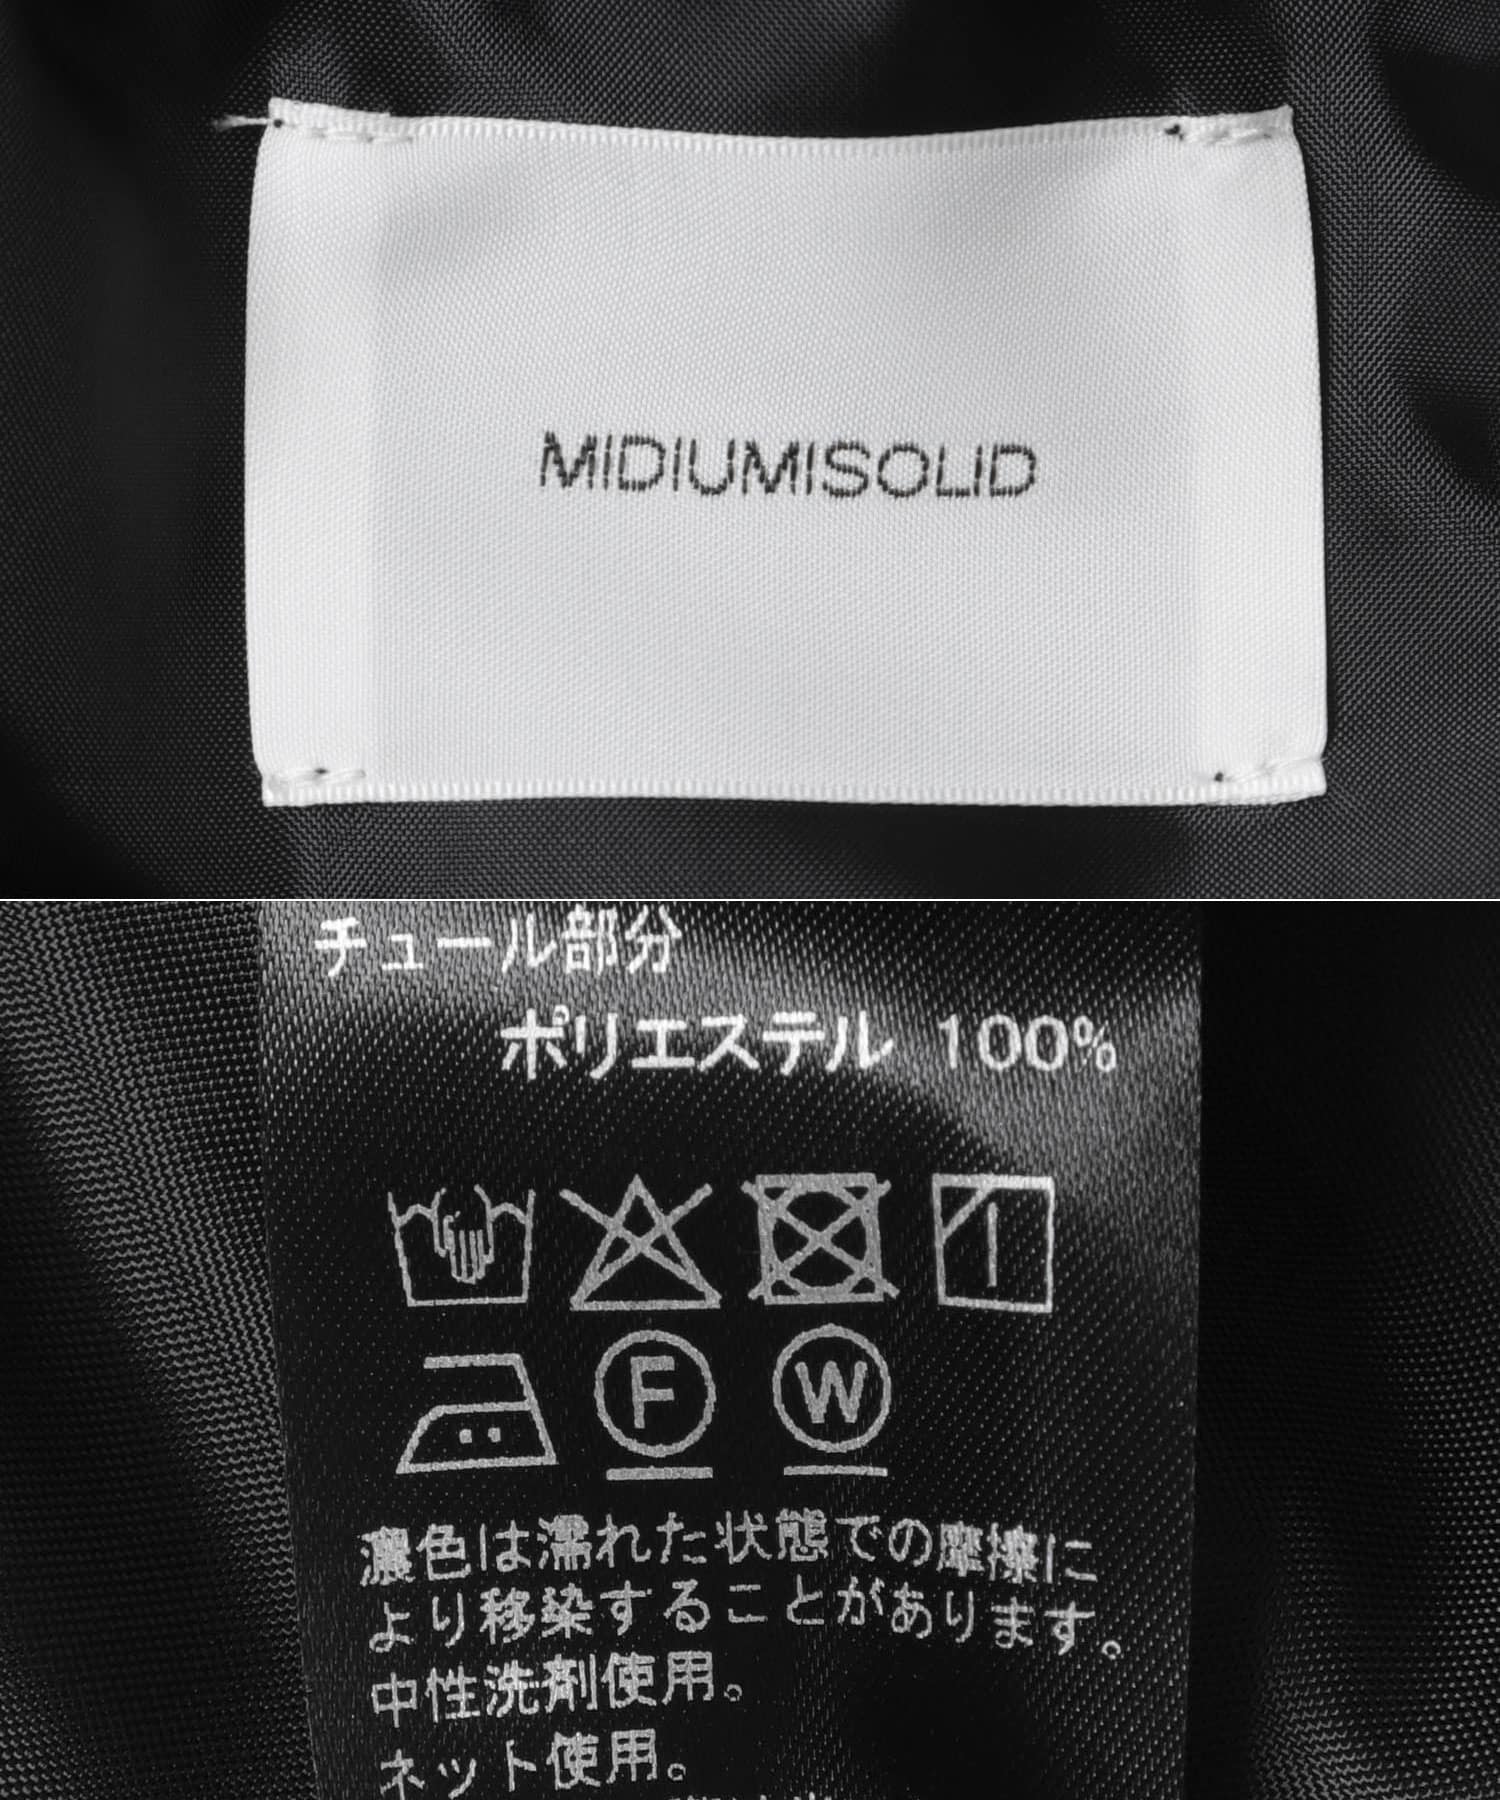 MIDIUMISOLID
チュール部分
ポリエステル 100%
F W
濃色は濡れた状態での摩擦に
より移染することがあります。
中性洗剤使用。
ネット使用。